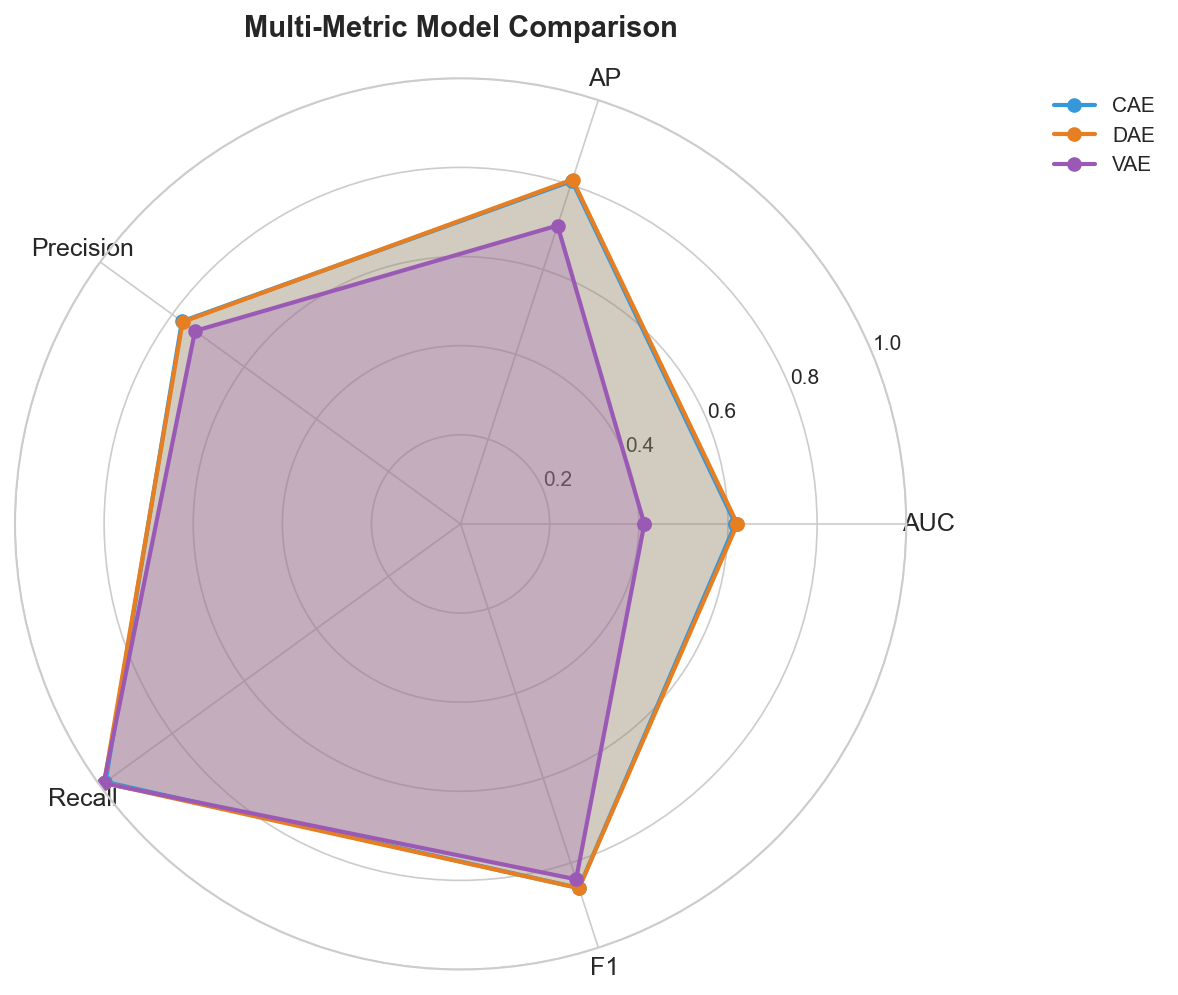 Multi-Metric Model Comparison
AP
CAE
DAE
VAE
Precision
1.0
0.8
0.6
0.4
0.2
AUC
Recall
F1